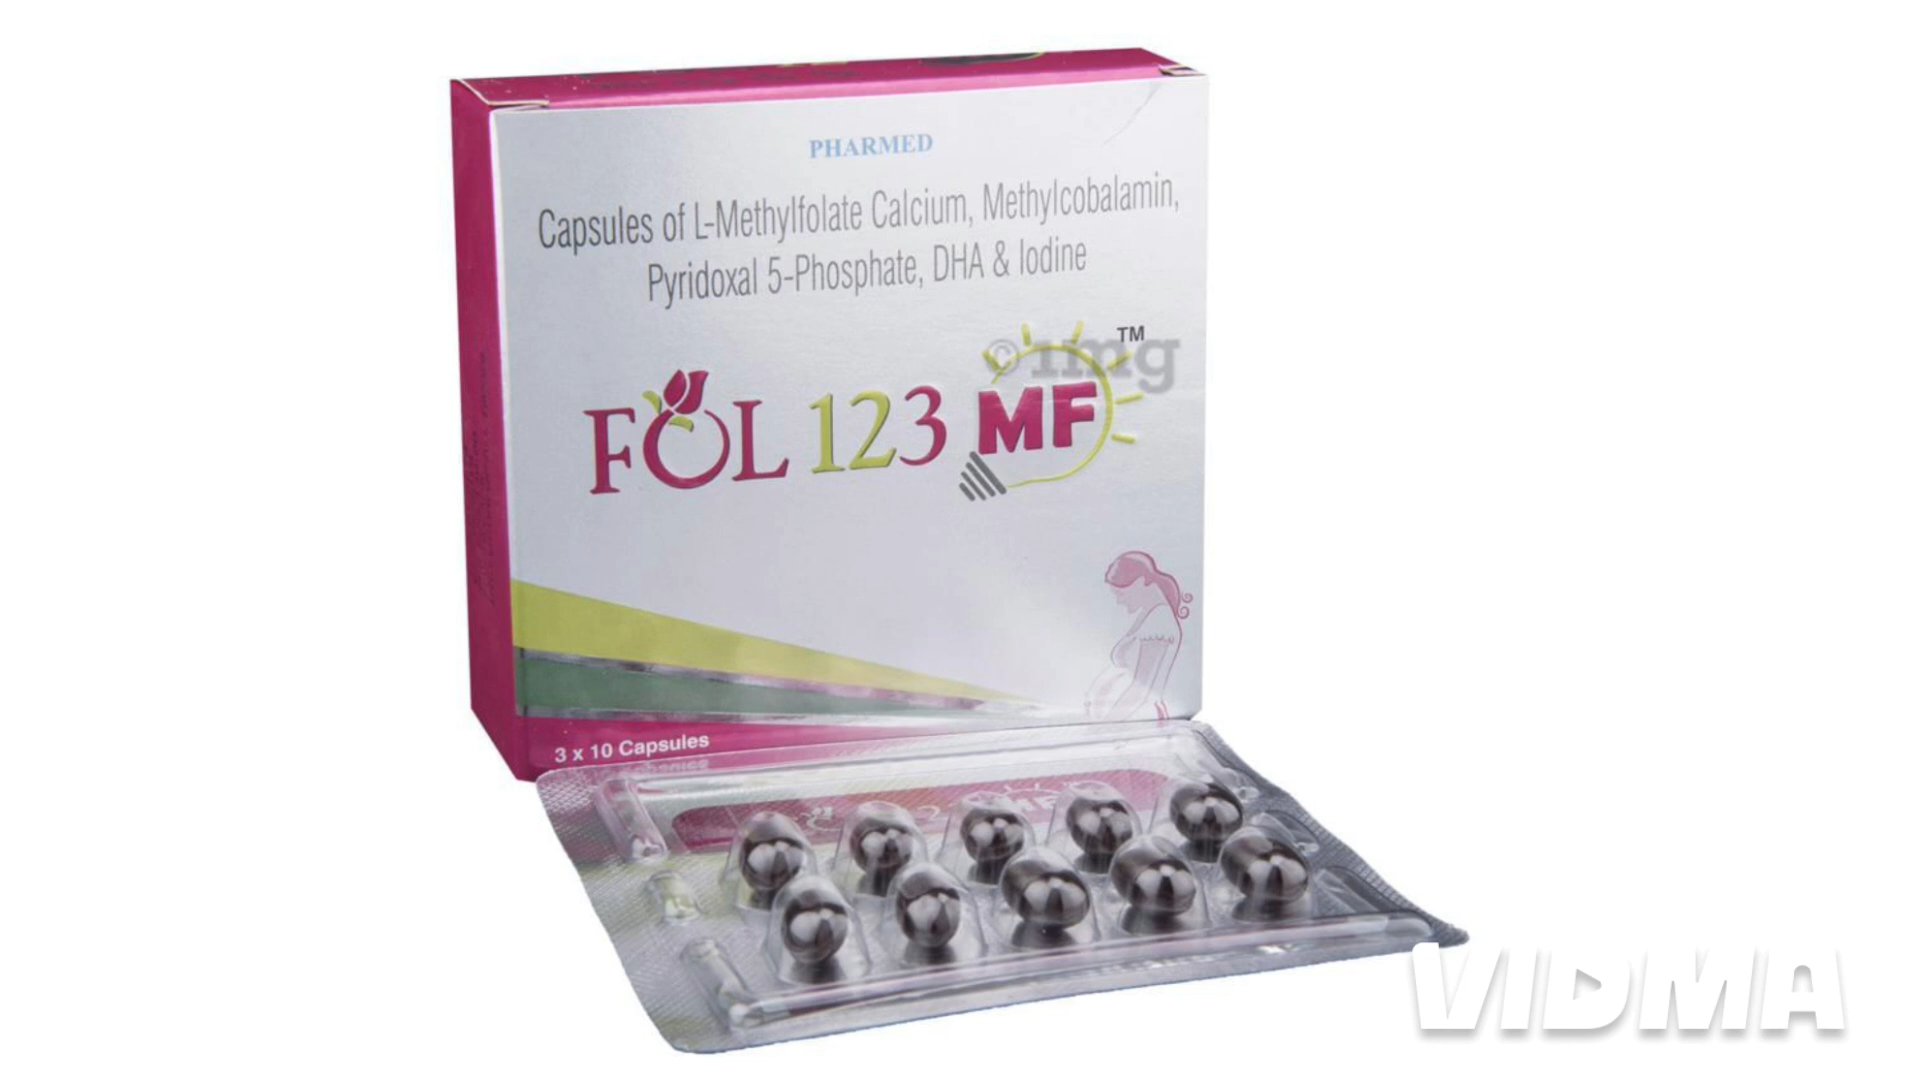 PHARMED
Capsules of L-Methylfolate Calcium, Methylcobalamin,
Pyridoxal 5-Phosphate, DHA & Iodine
©1mg
FOL 123 MF™
3 x 10 Capsules
VIDMA